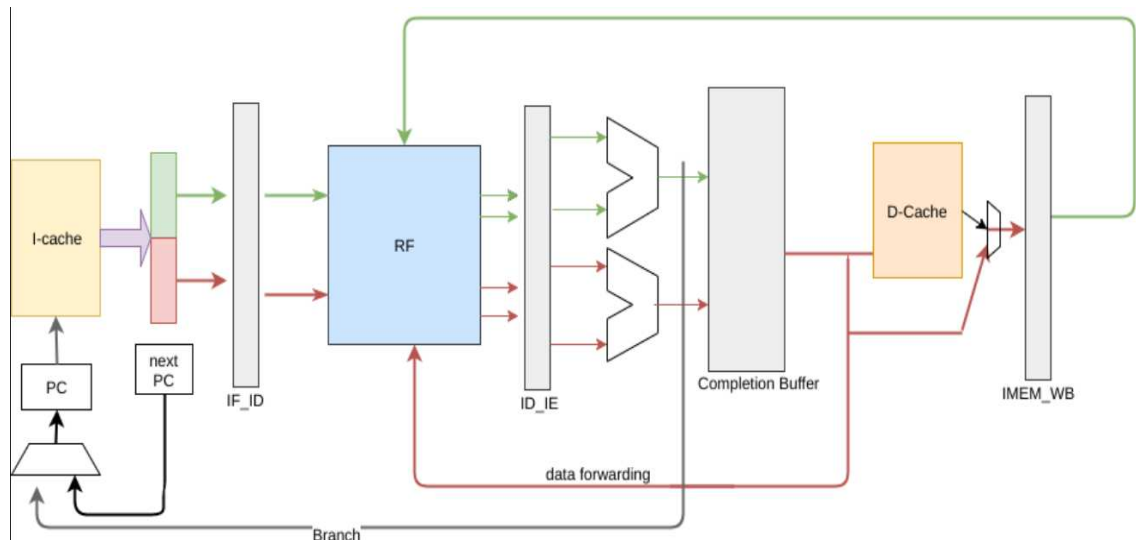 I-cache
PC
next
PC
IF_ID
RF
ID_IE
Completion Buffer
D-Cache
IMEM_WB
data forwarding
Branch